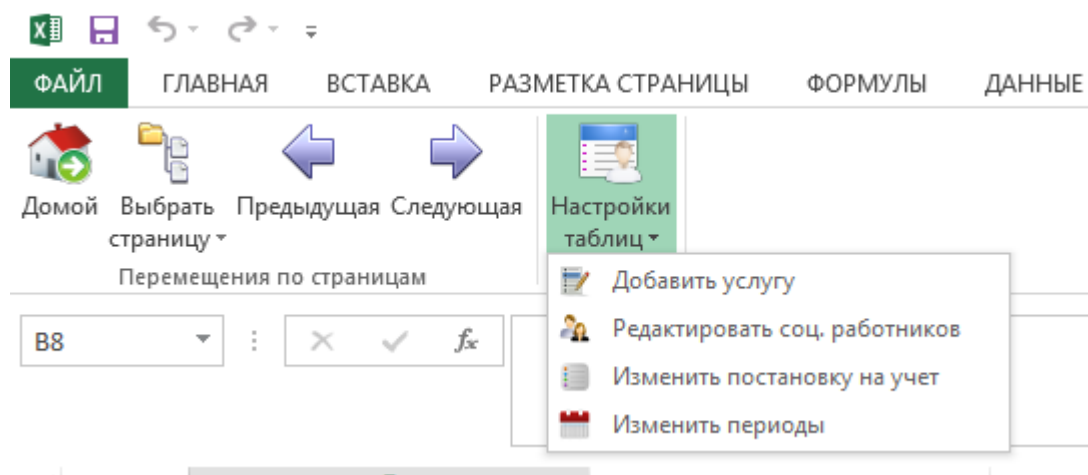 ФАЙЛ ГЛАВНАЯ ВСТАВКА РАЗМЕТКА СТРАНИЦЫ ФОРМУЛЫ ДАННЫЕ
Домой Выбрать Предыдущая Следующая Настройки
страницу таблиц
Перемещения по страницам
Добавить услугу
Редактировать соц. работников
Изменить постановку на учет
Изменить периоды
B8 fx